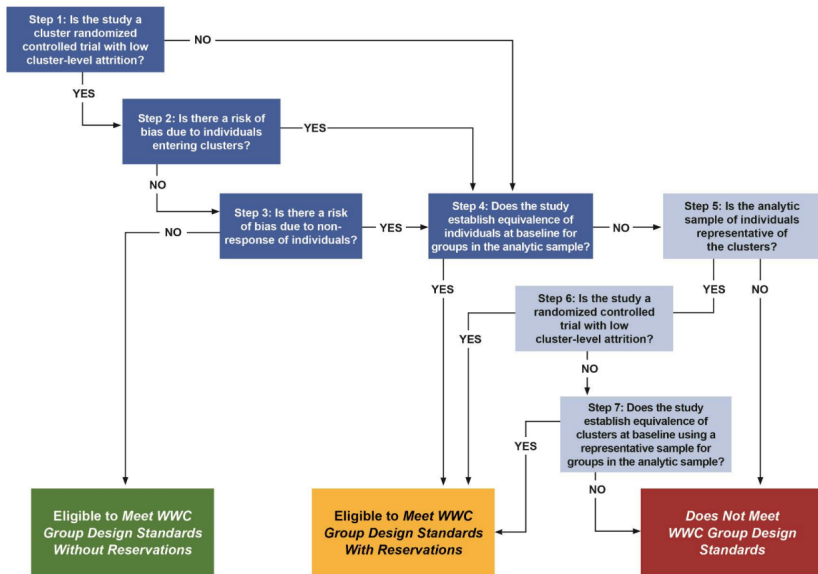 Step 1: Is the study a
cluster randomized
controlled trial with low
cluster-level attrition?
NO
YES
Step 2: Is there a risk of
bias due to individuals
entering clusters?
YES
NO
Step 3: Is there a risk
of bias due to non-
response of individuals?
NO
YES
Step 4: Does the study
establish equivalence of
individuals at baseline for
groups in the analytic sample?
NO
YES
Step 5: Is the analytic
sample of individuals
representative of
the clusters?
YES
NO
Step 6: Is the study a
randomized controlled
trial with low
cluster-level attrition?
YES
NO
Step 7: Does the study
establish equivalence of
clusters at baseline using a
representative sample for
groups in the analytic sample?
YES
NO
Eligible to Meet WWC
Group Design Standards
Without Reservations
Eligible to Meet WWC
Group Design Standards
With Reservations
Does Not Meet
WWC Group Design
Standards